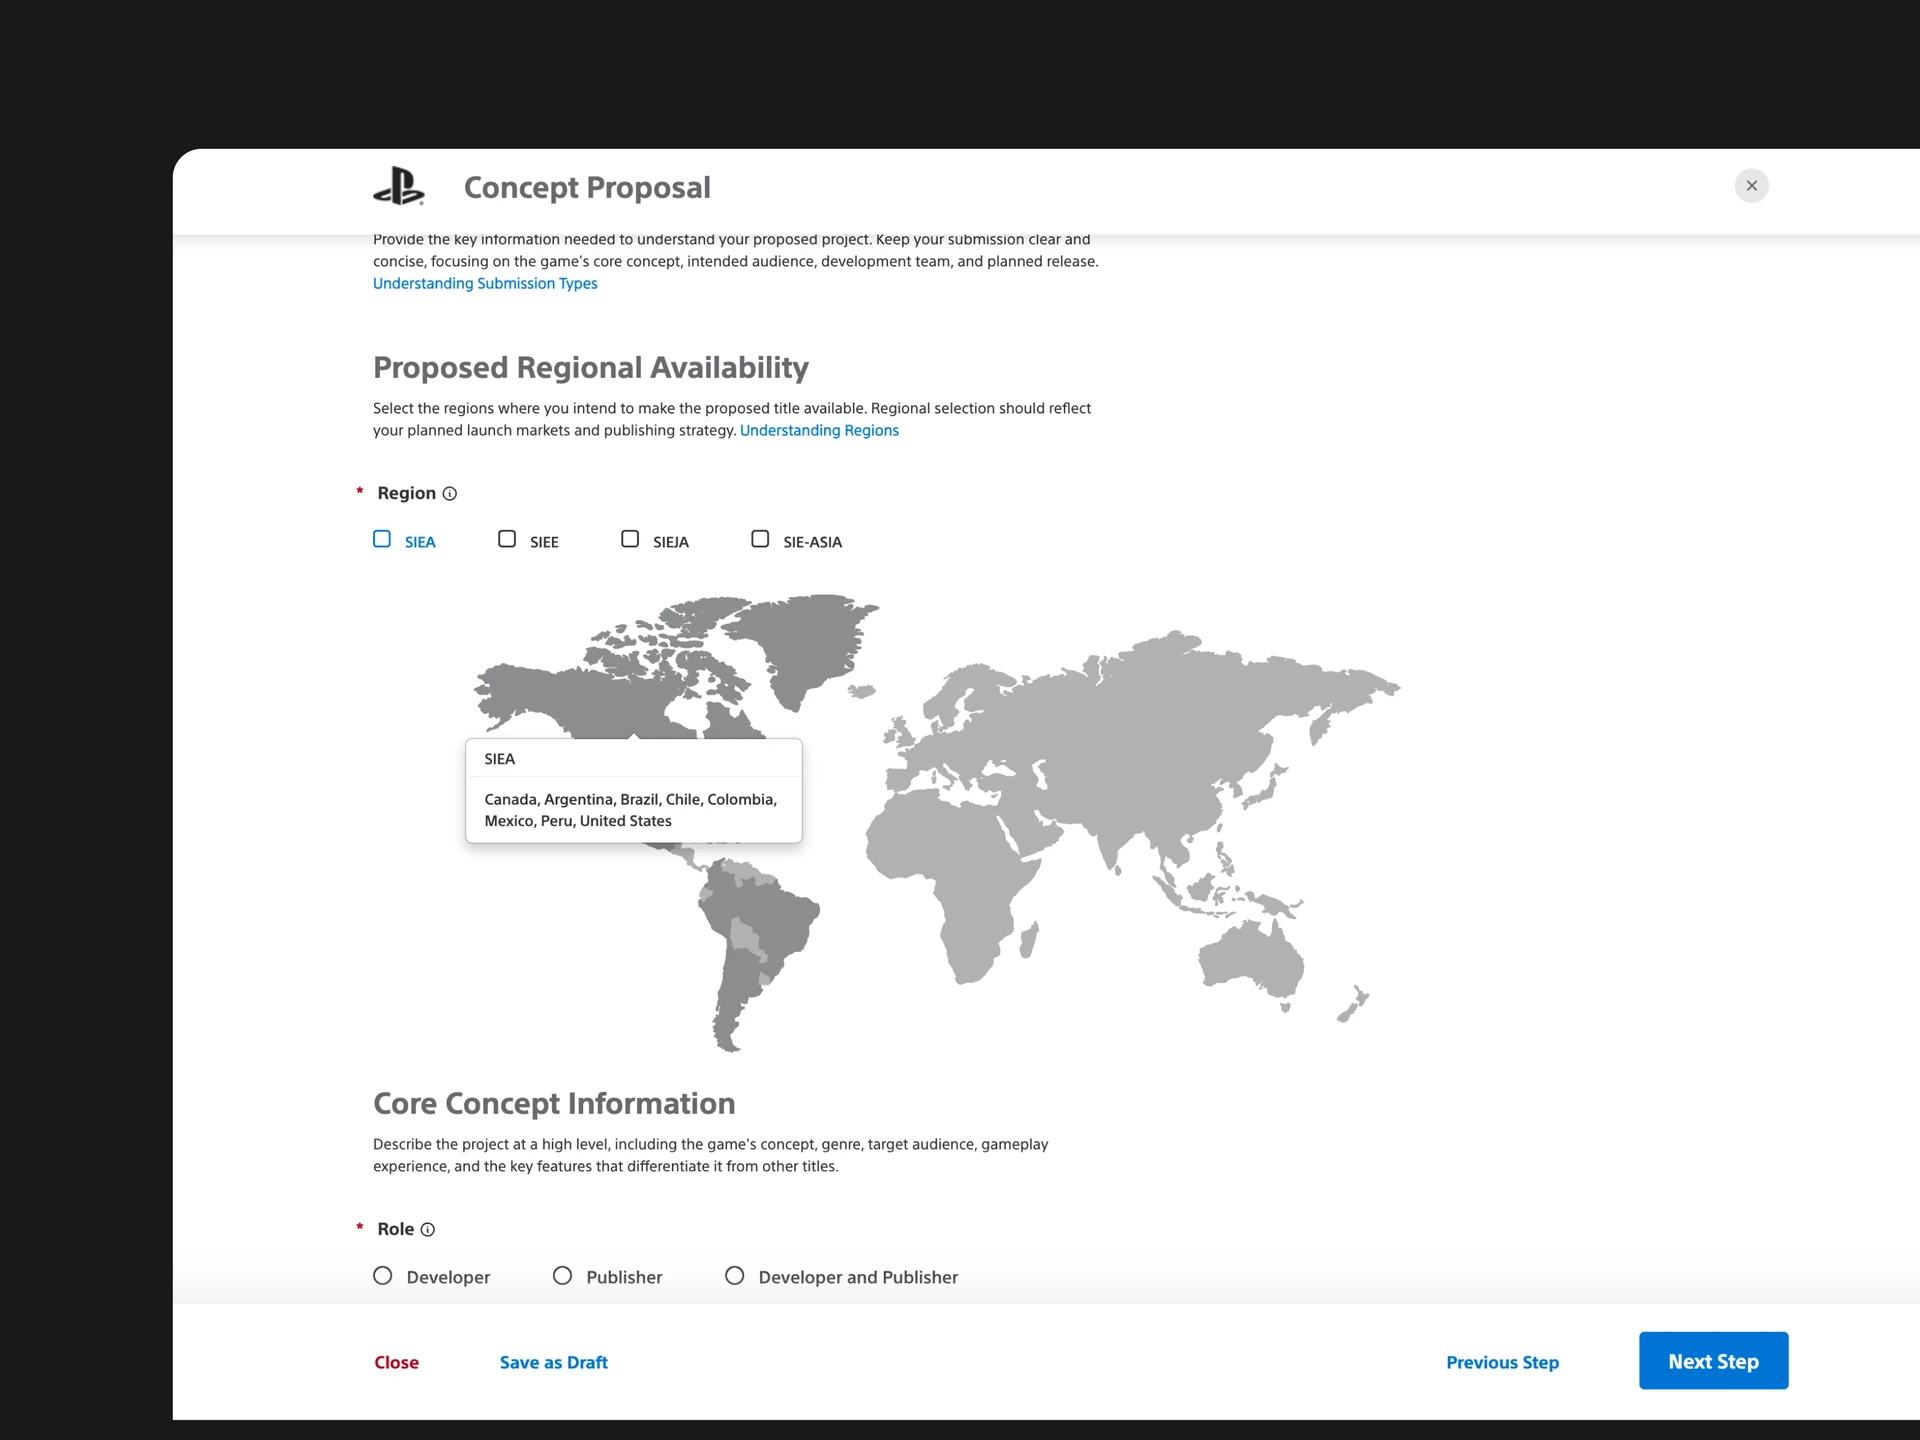 Concept Proposal
Provide the key information needed to understand your proposed project. Keep your submission clear and
concise, focusing on the game's core concept, intended audience, development team, and planned release.
Understanding Submission Types
Proposed Regional Availability
Select the regions where you intend to make the proposed title available. Regional selection should reflect
your planned launch markets and publishing strategy. Understanding Regions
* Region
SIEA SIEE SIEJA SIE-ASIA
SIEA
Canada, Argentina, Brazil, Chile, Colombia,
Mexico, Peru, United States
Core Concept Information
Describe the project at a high level, including the game's concept, genre, target audience, gameplay
experience, and the key features that differentiate it from other titles.
* Role
Developer Publisher Developer and Publisher
Close Save as Draft Previous Step Next Step